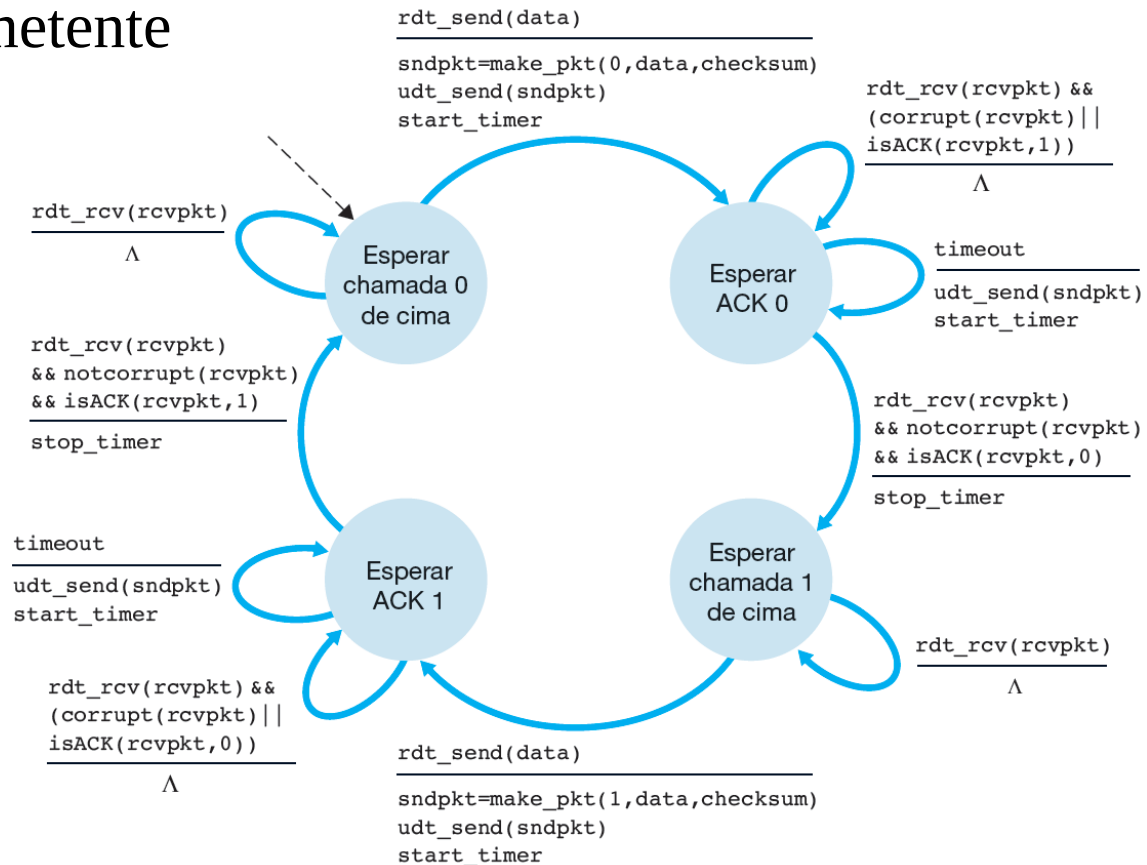 rdt_send(data)
sndpkt=make_pkt(0,data,checksum)
udt_send(sndpkt)
start_timer
rdt_rcv(rcvpkt) &&
(corrupt(rcvpkt)||
isACK(rcvpkt,1))
Λ
rdt_rcv(rcvpkt)
Λ
Esperar
chamada 0
de cima
Esperar
ACK 0
timeout
udt_send(sndpkt)
start_timer
rdt_rcv(rcvpkt)
&& notcorrupt(rcvpkt)
&& isACK(rcvpkt,1)
stop_timer
rdt_rcv(rcvpkt)
&& notcorrupt(rcvpkt)
&& isACK(rcvpkt,0)
stop_timer
timeout
udt_send(sndpkt)
start_timer
Esperar
ACK 1
Esperar
chamada 1
de cima
rdt_rcv(rcvpkt)
Λ
rdt_rcv(rcvpkt) &&
(corrupt(rcvpkt)||
isACK(rcvpkt,0))
Λ
rdt_send(data)
sndpkt=make_pkt(1,data,checksum)
udt_send(sndpkt)
start_timer